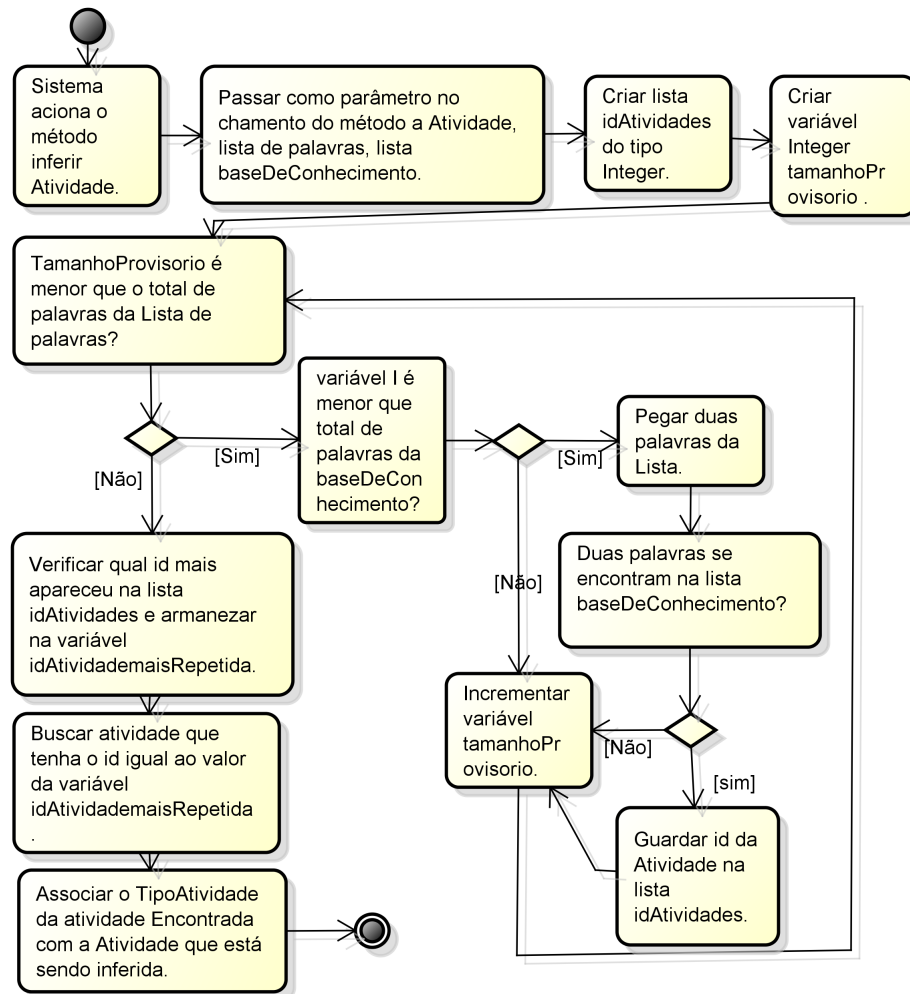 Sistema
aciona o
método
inferir
Atividade.
Passar como parâmetro no
chamento do método a Atividade,
lista de palavras, lista
baseDeConhecimento.
Criar lista
idAtividades
do tipo
Integer.
Criar
variável
Integer
tamanhoPr
ovisorio .
TamanhoProvisorio é
menor que o total de
palavras da Lista de
palavras?
[Não]
[Sim]
variável I é
menor que
total de
palavras da
baseDeCon
hecimento?
[Sim]
[Não]
Pegar duas
palavras da
Lista.
Duas palavras se
encontram na lista
baseDeConhecimento?
[Não]
[sim]
Incrementar
variável
tamanhoPr
ovisorio.
Guardar id da
Atividade na
lista
idAtividades.
Verificar qual id mais
apareceu na lista
idAtividades e armanezar
na variável
idAtividademaisRepetida.
Buscar atividade que
tenha o id igual ao valor
da variável
idAtividademaisRepetida
.
Associar o TipoAtividade
da atividade Encontrada
com a Atividade que está
sendo inferida.